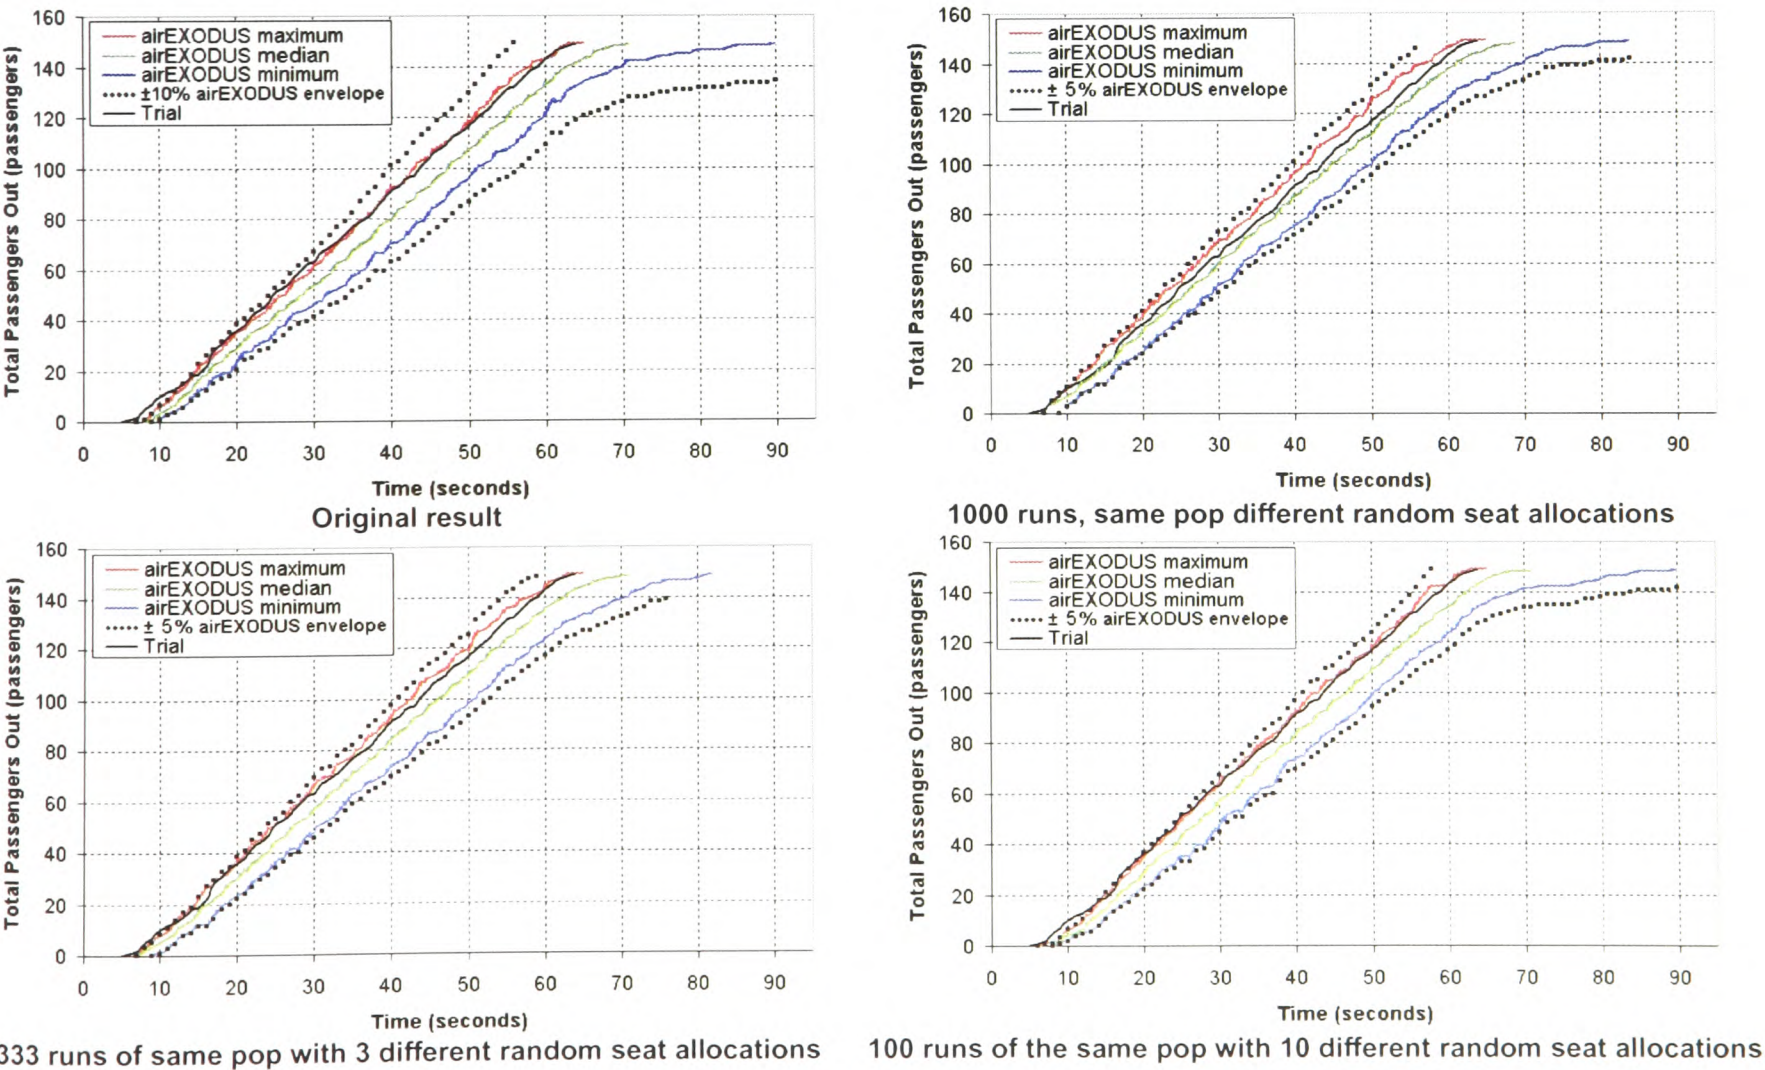 Total Passengers Out (passengers)
160
140
120
100
80
60
40
20
0
airEXODUS maximum
airEXODUS median
airEXODUS minimum
±10% airEXODUS envelope
Trial
0 10 20 30 40 50 60 70 80 90
Time (seconds)
Original result
Total Passengers Out (passengers)
160
140
120
100
80
60
40
20
0
airEXODUS maximum
airEXODUS median
airEXODUS minimum
± 5% airEXODUS envelope
Trial
0 10 20 30 40 50 60 70 80 90
Time (seconds)
1000 runs, same pop different random seat allocations
Total Passengers Out (passengers)
160
140
120
100
80
60
40
20
0
airEXODUS maximum
airEXODUS median
airEXODUS minimum
± 5% airEXODUS envelope
Trial
0 10 20 30 40 50 60 70 80 90
Time (seconds)
333 runs of same pop with 3 different random seat allocations
Total Passengers Out (passengers)
160
140
120
100
80
60
40
20
0
airEXODUS maximum
airEXODUS median
airEXODUS minimum
± 5% airEXODUS envelope
Trial
0 10 20 30 40 50 60 70 80 90
Time (seconds)
100 runs of the same pop with 10 different random seat allocations